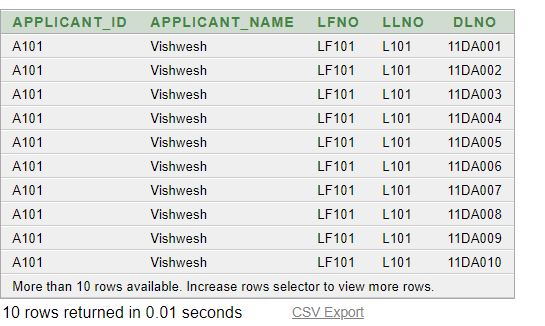 APPLICANT_ID APPLICANT_NAME LFNO LLNO DLNO
A101 Vishwesh LF101 L101 11DA001
A101 Vishwesh LF101 L101 11DA002
A101 Vishwesh LF101 L101 11DA003
A101 Vishwesh LF101 L101 11DA004
A101 Vishwesh LF101 L101 11DA005
A101 Vishwesh LF101 L101 11DA006
A101 Vishwesh LF101 L101 11DA007
A101 Vishwesh LF101 L101 11DA008
A101 Vishwesh LF101 L101 11DA009
A101 Vishwesh LF101 L101 11DA010
More than 10 rows available. Increase rows selector to view more rows.
10 rows returned in 0.01 seconds CSV Export